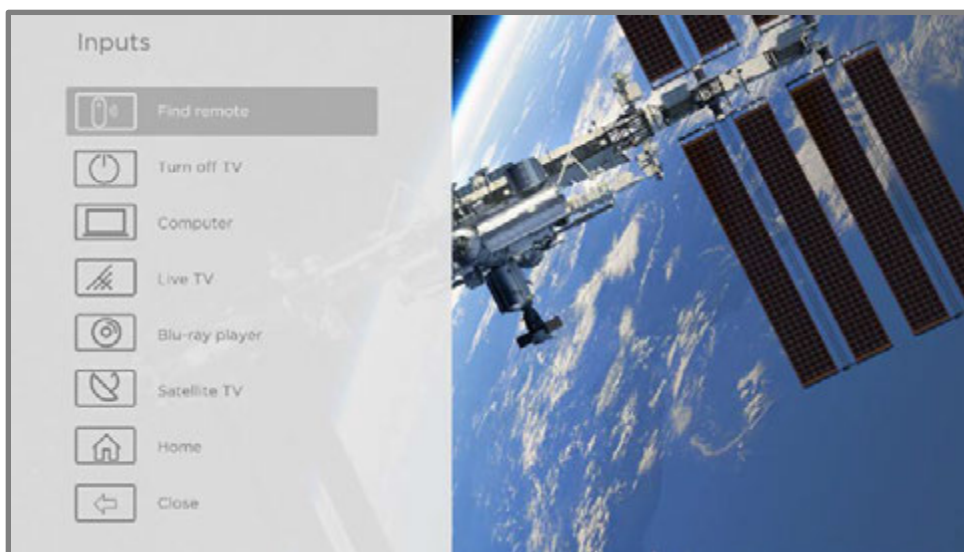 Inputs
Find remote
Turn off TV
Computer
Live TV
Blu-ray player
Satellite TV
Home
Close